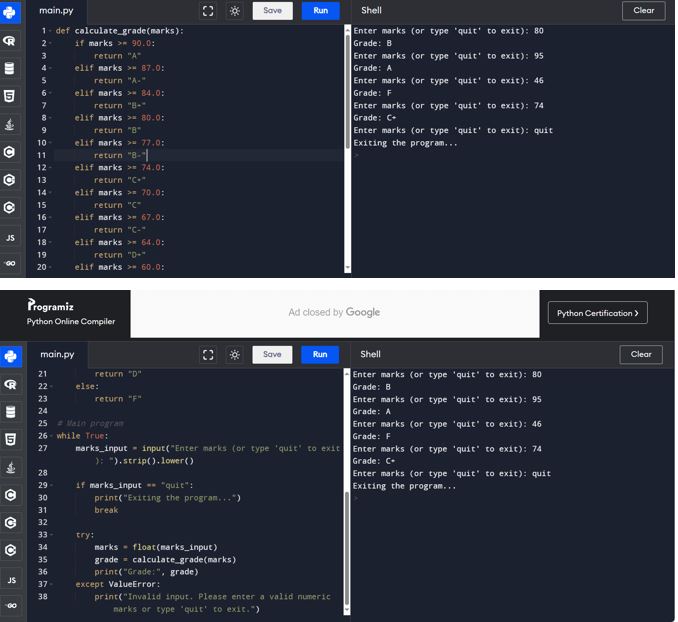 main.py
Save
Run
Shell
Clear
1 def calculate_grade(marks):
2 if marks >= 90.0:
3 return "A"
4 elif marks >= 87.0:
5 return "A-"
6 elif marks >= 84.0:
7 return "B+"
8 elif marks >= 80.0:
9 return "B"
10 elif marks >= 77.0:
11 return "B-"
12 elif marks >= 74.0:
13 return "C+"
14 elif marks >= 70.0:
15 return "C"
16 elif marks >= 67.0:
17 return "C-"
18 elif marks >= 64.0:
19 return "D+"
20 elif marks >= 60.0:
Enter marks (or type 'quit' to exit): 80
Grade: B
Enter marks (or type 'quit' to exit): 95
Grade: A
Enter marks (or type 'quit' to exit): 46
Grade: F
Enter marks (or type 'quit' to exit): 74
Grade: C+
Enter marks (or type 'quit' to exit): quit
Exiting the program...
>
JS
GO
Programiz
Python Online Compiler
Ad closed by Google
Python Certification >
main.py
Save
Run
Shell
Clear
21 return "D"
22 else:
23 return "F"
24
25 # Main program
26 while True:
27 marks_input = input("Enter marks (or type 'quit' to exit
): ").strip().lower()
28
29 if marks_input == "quit":
30 print("Exiting the program...")
31 break
32
33 try:
34 marks = float(marks_input)
35 grade = calculate_grade(marks)
36 print("Grade:", grade)
37 except ValueError:
38 print("Invalid input. Please enter a valid numeric
marks or type 'quit' to exit.")
Enter marks (or type 'quit' to exit): 80
Grade: B
Enter marks (or type 'quit' to exit): 95
Grade: A
Enter marks (or type 'quit' to exit): 46
Grade: F
Enter marks (or type 'quit' to exit): 74
Grade: C+
Enter marks (or type 'quit' to exit): quit
Exiting the program...
>
JS
GO